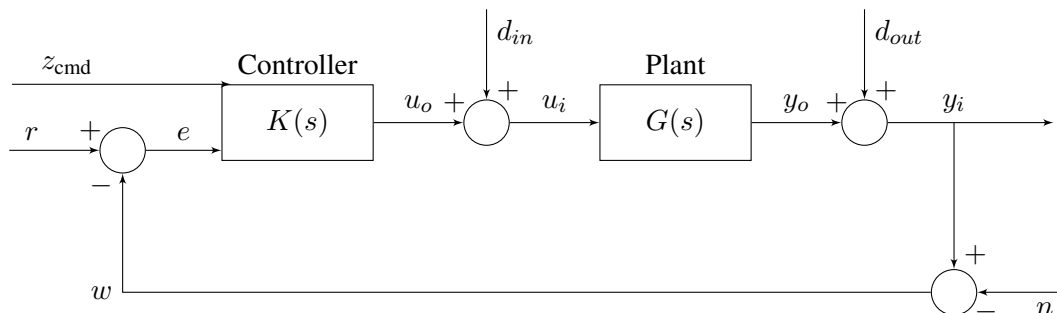 d_in
d_out
z_cmd
Controller
Plant
u_o
+
+
u_i
y_o
+
+
y_i
K(s)
G(s)
r
+
e
−
+
w
−
n